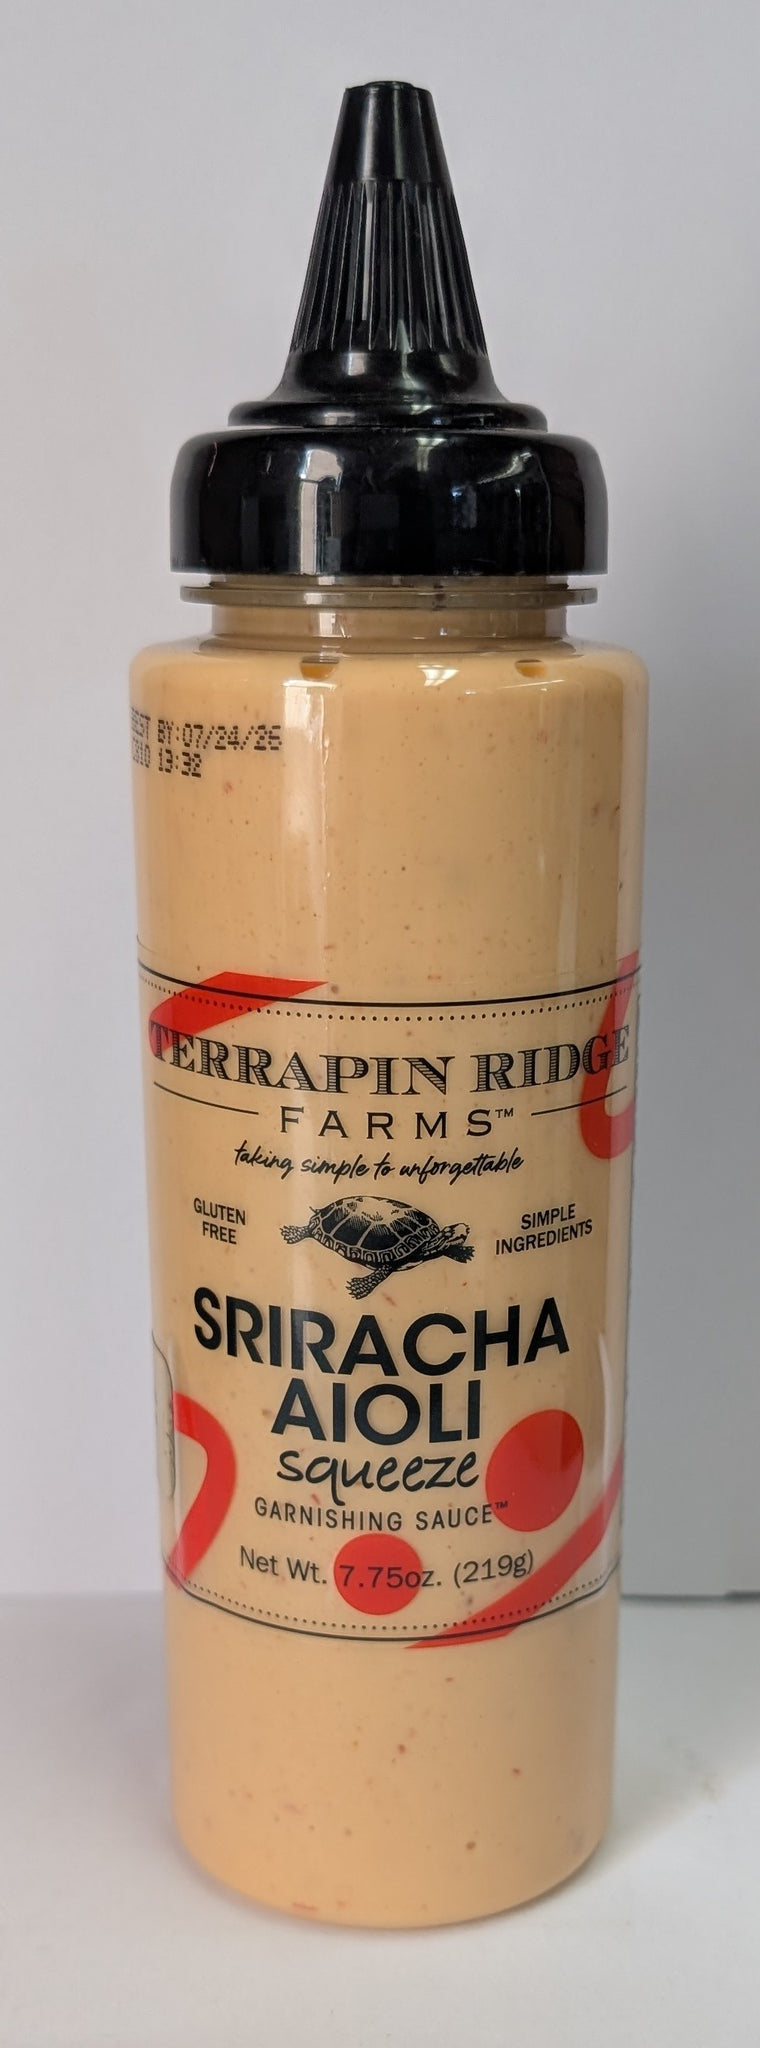 BEST BY:07/24/26
13:32
TERRAPIN RIDGE
FARMS™
taking simple to unforgettable
GLUTEN
FREE
SIMPLE
INGREDIENTS
SRIRACHA
AIOLI
squeeze
GARNISHING SAUCE™
Net Wt. 7.75oz. (219g)